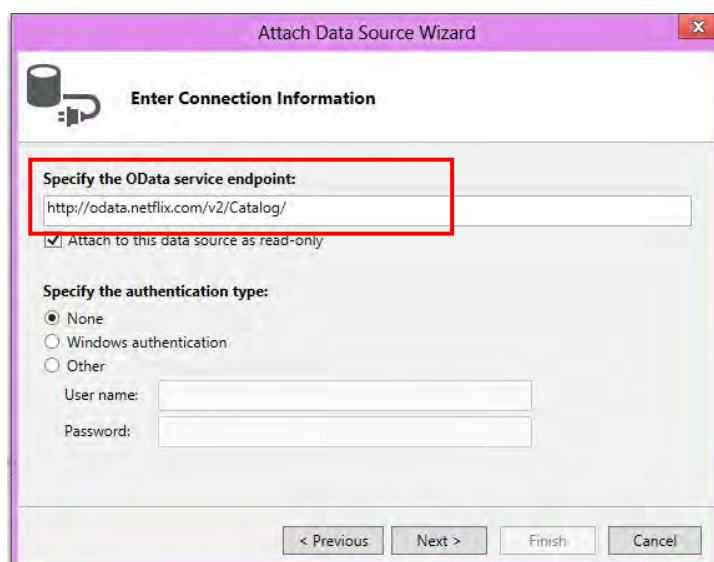 Attach Data Source Wizard
Enter Connection Information
Specify the OData service endpoint:
http://odata.netflix.com/v2/Catalog/
Attach to this data source as read-only
Specify the authentication type:
None
Windows authentication
Other
User name:
Password:
< Previous Next > Finish Cancel